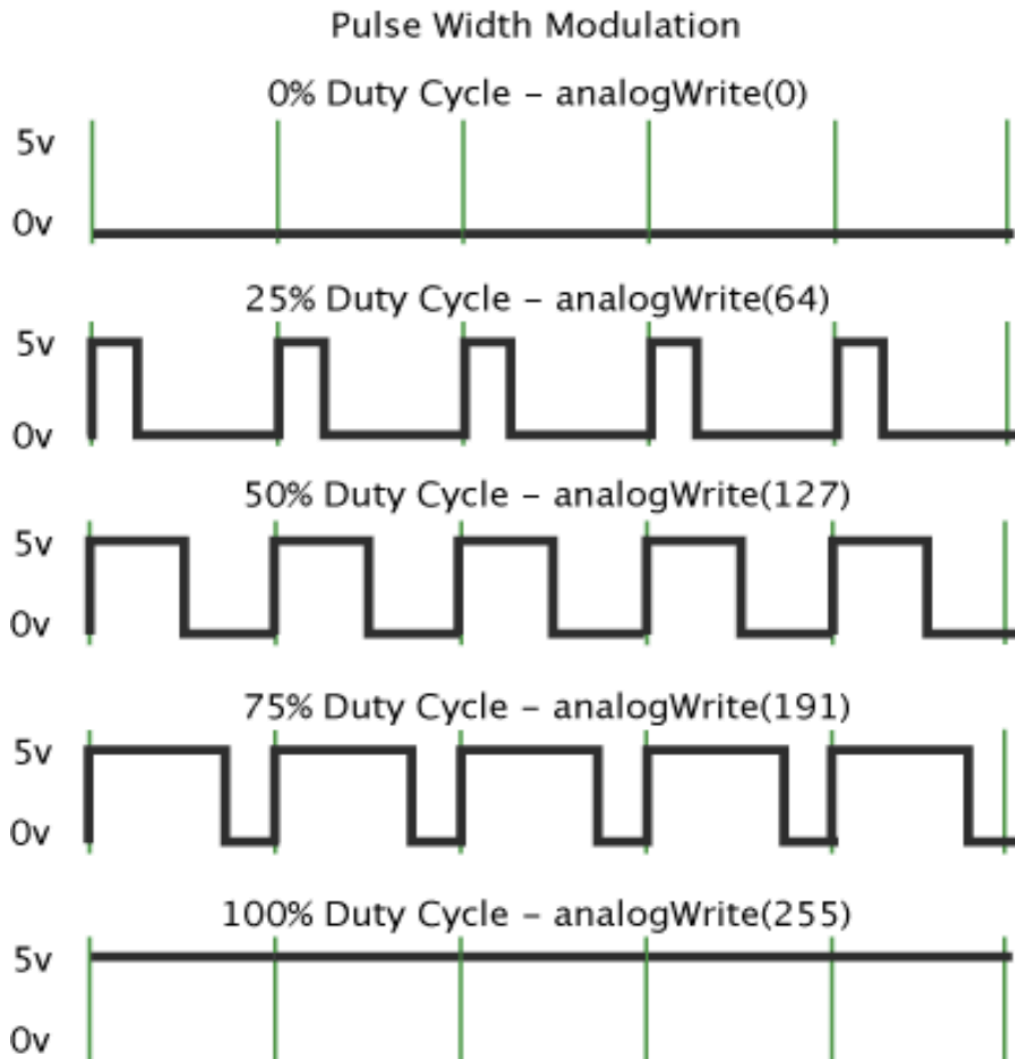 Pulse Width Modulation
0% Duty Cycle – analogWrite(0)
5v
0v
25% Duty Cycle – analogWrite(64)
5v
0v
50% Duty Cycle – analogWrite(127)
5v
0v
75% Duty Cycle – analogWrite(191)
5v
0v
100% Duty Cycle – analogWrite(255)
5v
0v